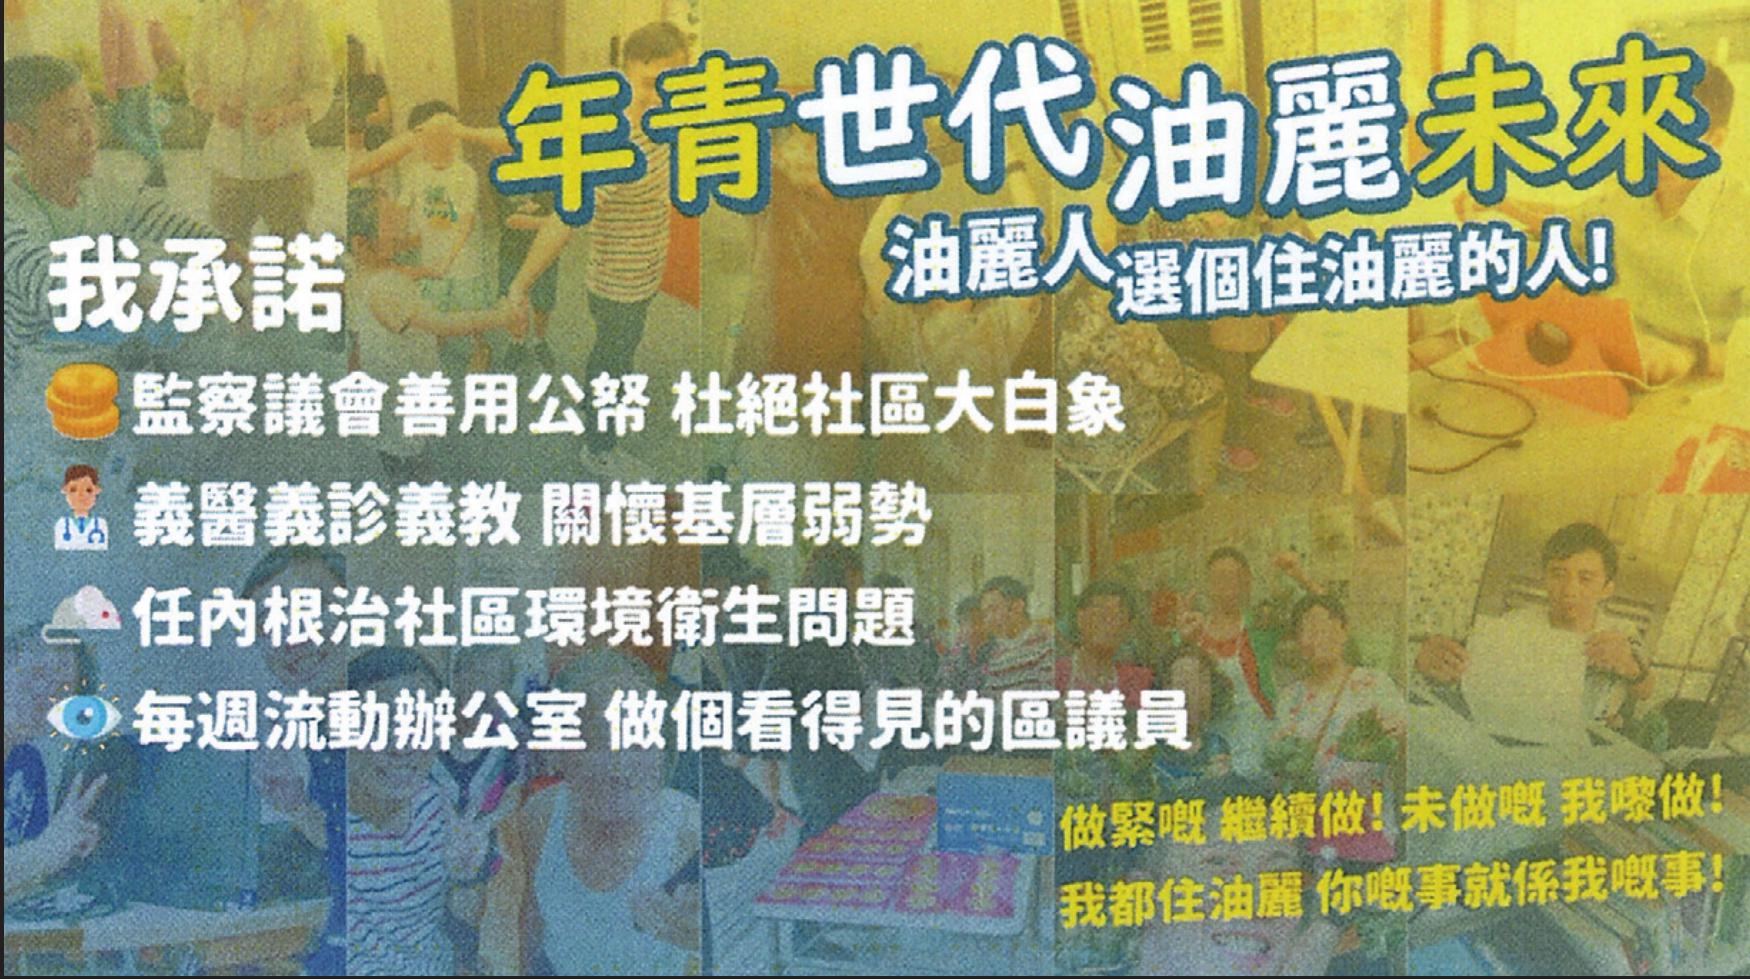 年青世代油麗未來
油麗人選個住油麗的人!
我承諾
監察議會善用公帑 杜絕社區大白象
義醫義診義教 關懷基層弱勢
任內根治社區環境衛生問題
每週流動辦公室 做個看得見的區議員
做緊嘅 繼續做! 未做嘅 我嚟做!
我都住油麗 你嘅事就係我嘅事!